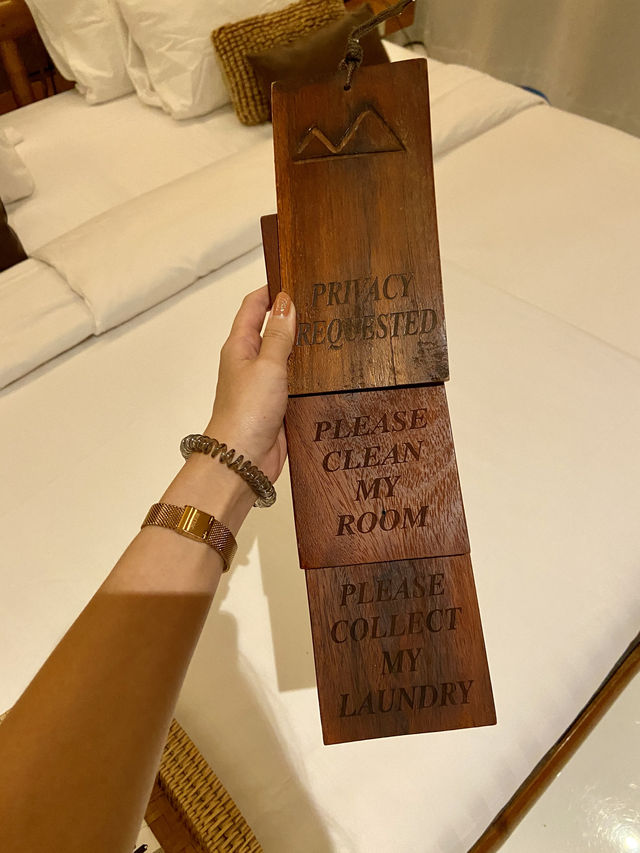 PRIVACY
REQUESTED
PLEASE
CLEAN
MY
ROOM
PLEASE
COLLECT
MY
LAUNDRY